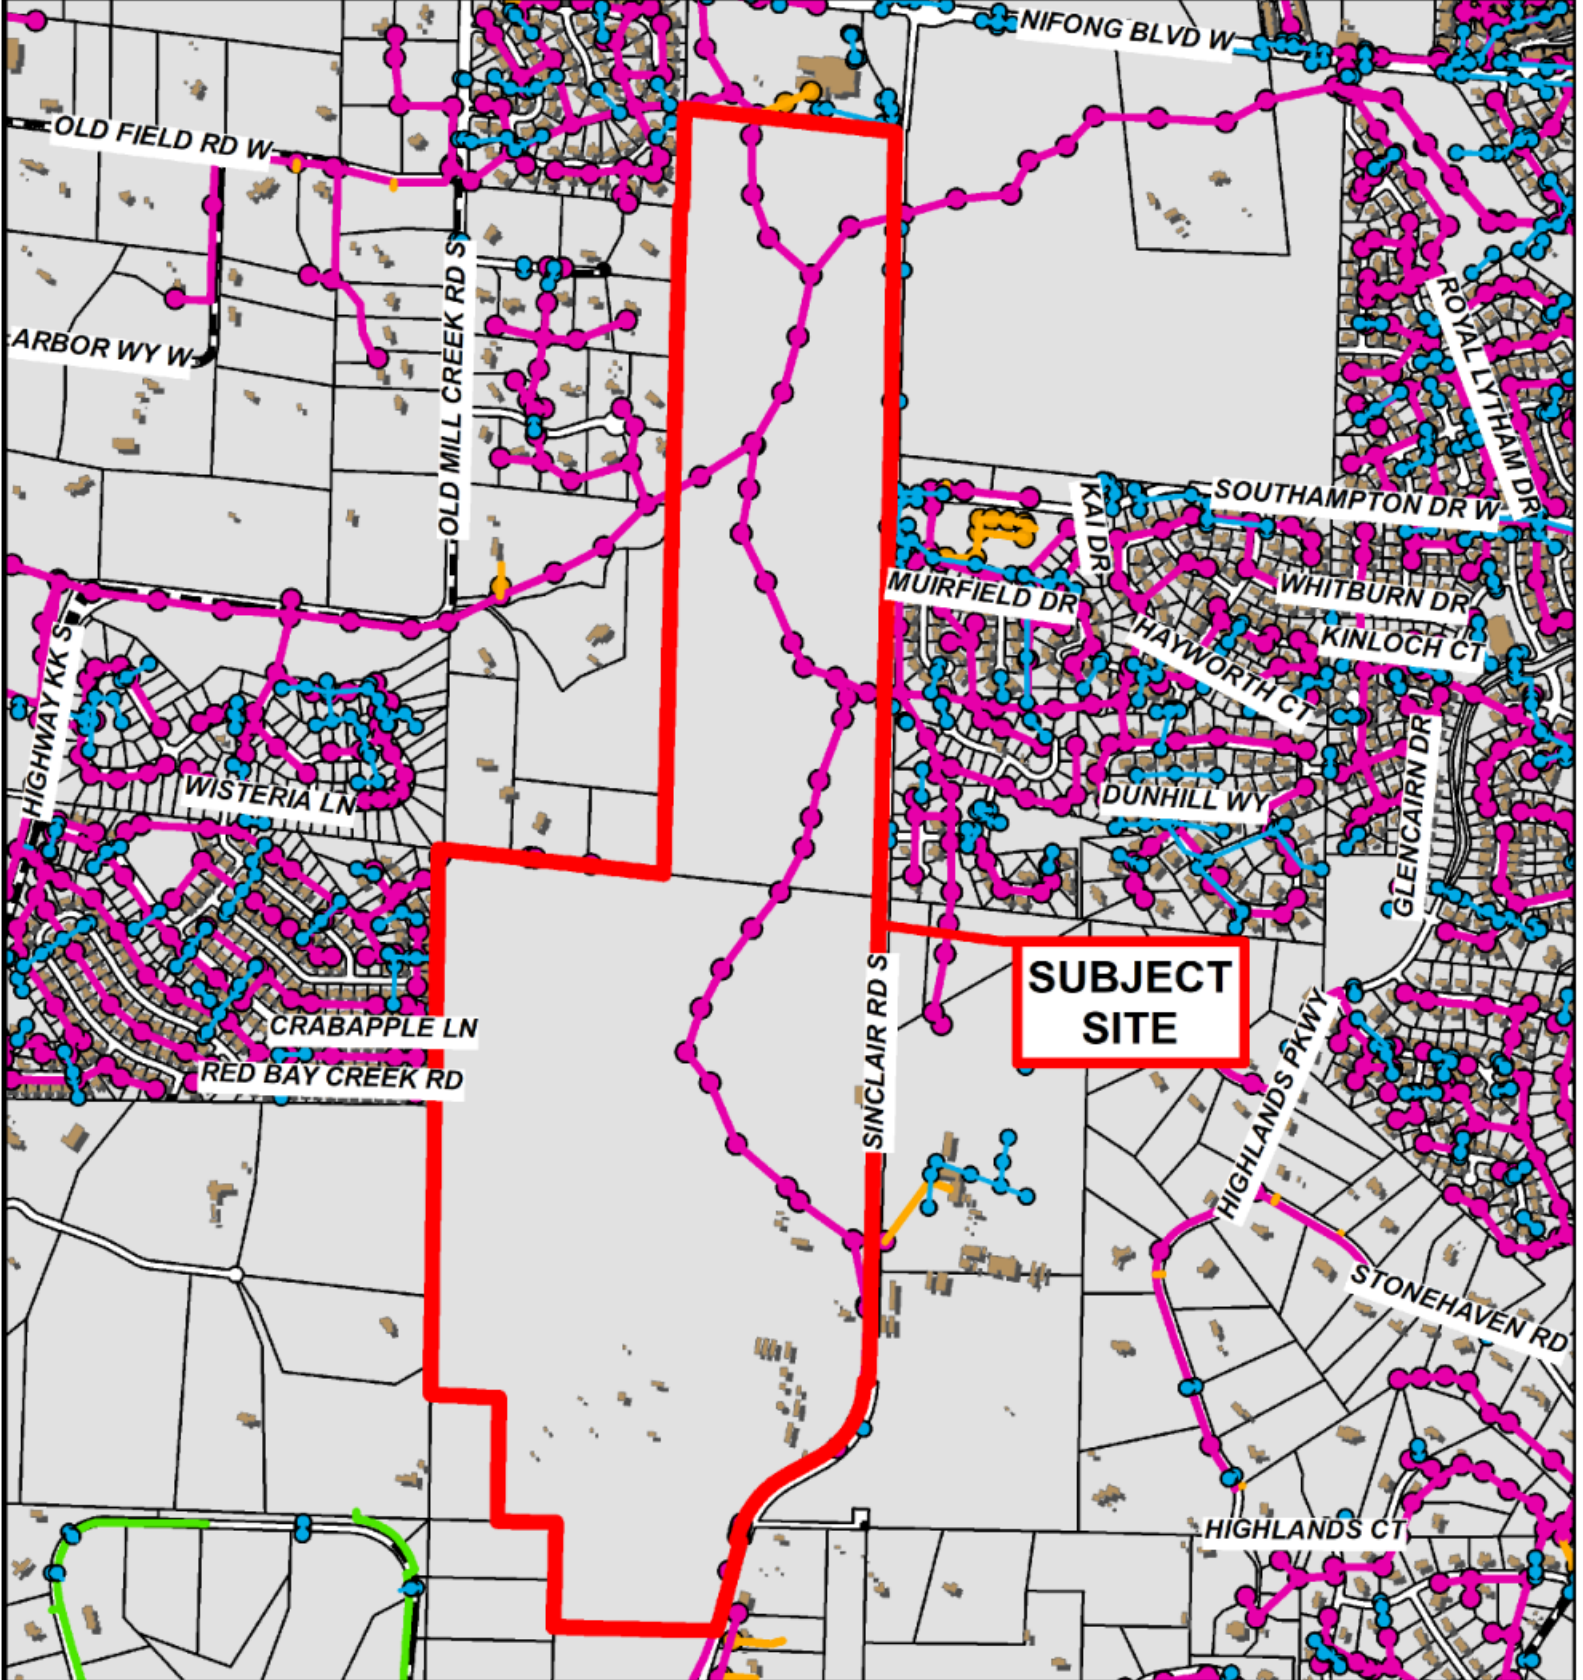 NIFONG BLVD W
OLD FIELD RD W
ARBOR WY W
OLD MILL CREEK RD S
ROYAL LYTHAM DR
KAI DR
SOUTHAMPTON DR W
MUIRFIELD DR
WHITBURN DR
HAYWORTH CT
KINLOCH CT
HIGHWAY KK S
WISTERIA LN
DUNHILL WY
GLENCAIRN DR
CRABAPPLE LN
RED BAY CREEK RD
SINCLAIR RD S
SUBJECT
SITE
HIGHLANDS PKWY
STONEHAVEN RD
HIGHLANDS CT